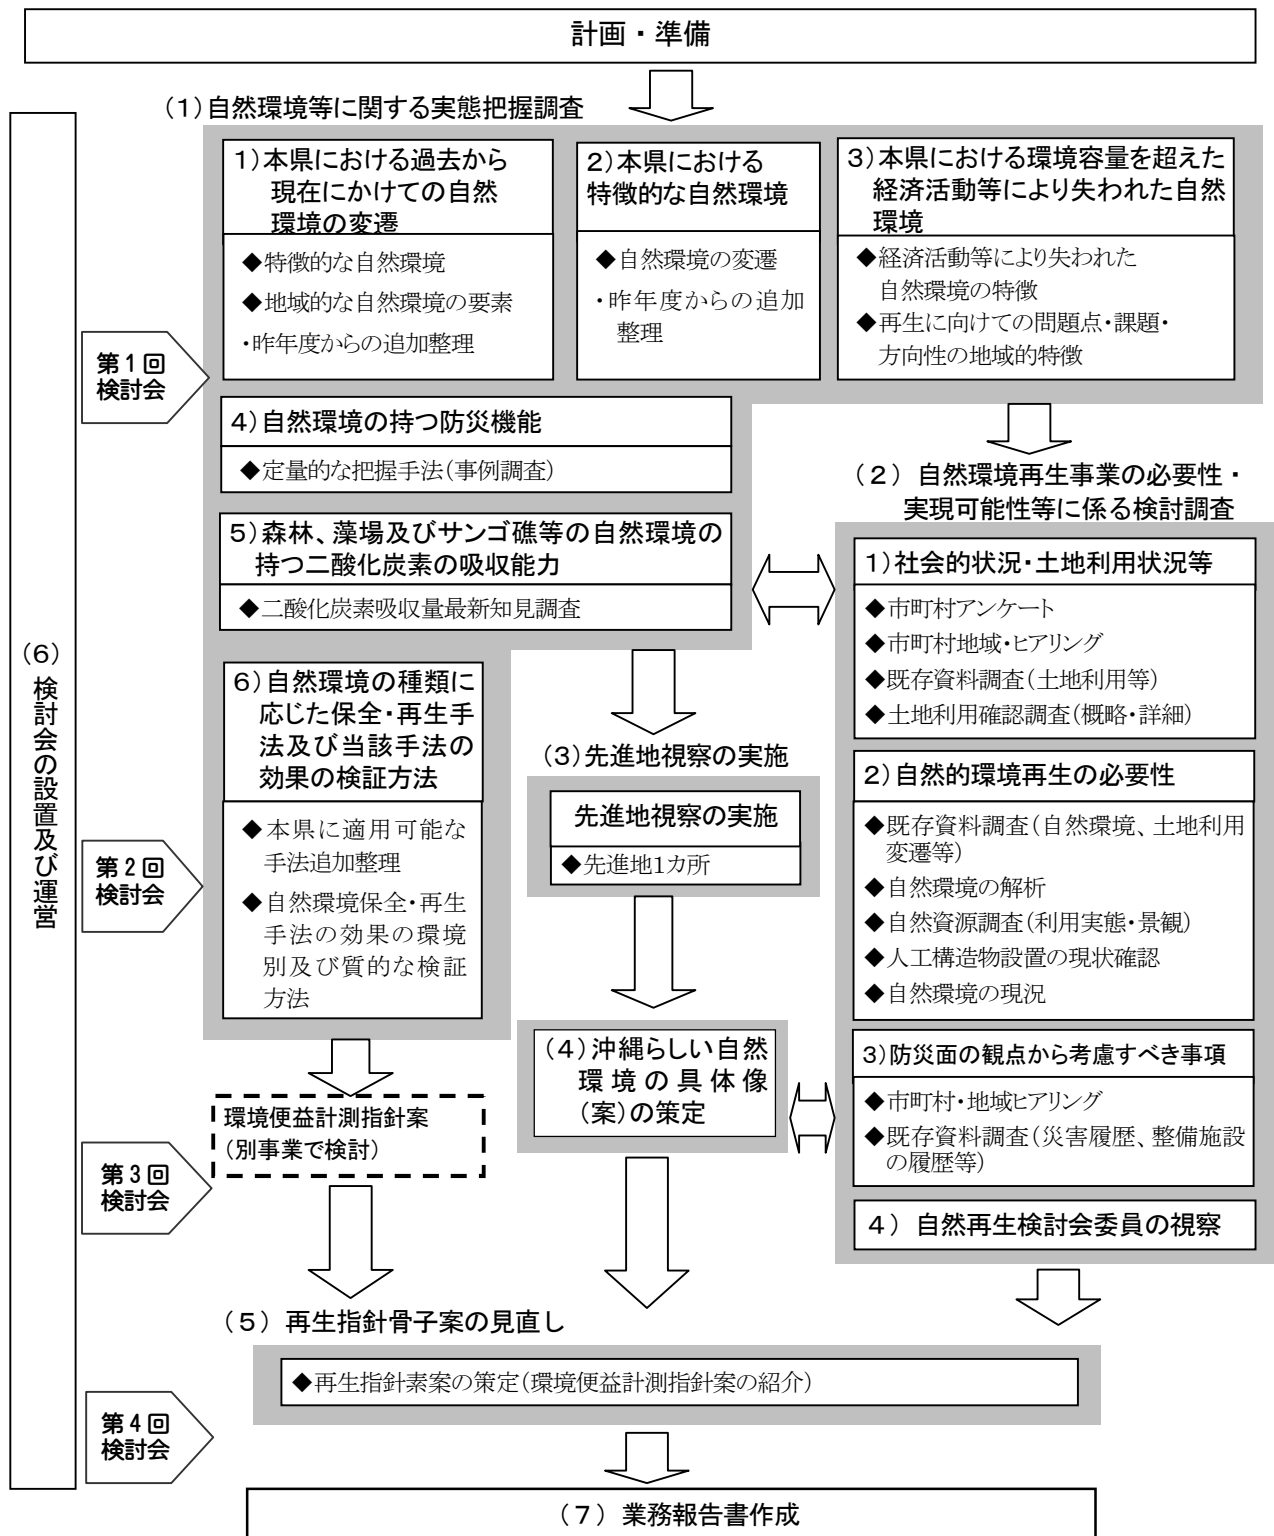 計画・準備
(1)自然環境等に関する実態把握調査
1)本県における過去から
現在にかけての自然
環境の変遷
◆特徴的な自然環境
◆地域的な自然環境の要素
・昨年度からの追加整理
2)本県における
特徴的な自然環境
◆自然環境の変遷
・昨年度からの追加
整理
3)本県における環境容量を超えた
経済活動等により失われた自然
環境
◆経済活動等により失われた
自然環境の特徴
◆再生に向けての問題点・課題・
方向性の地域的特徴
第1回
検討会
4)自然環境の持つ防災機能
◆定量的な把握手法(事例調査)
5)森林、藻場及びサンゴ礁等の自然環境の
持つ二酸化炭素の吸収能力
◆二酸化炭素吸収量最新知見調査
6)自然環境の種類に
応じた保全・再生手
法及び当該手法の
効果の検証方法
◆本県に適用可能な
手法追加整理
◆自然環境保全・再生
手法の効果の環境
別及び質的な検証
方法
(2)自然環境再生事業の必要性・
実現可能性等に係る検討調査
1)社会的状況・土地利用状況等
◆市町村アンケート
◆市町村地域・ヒアリング
◆既存資料調査(土地利用等)
◆土地利用確認調査(概略・詳細)
2)自然的環境再生の必要性
◆既存資料調査(自然環境、土地利用
変遷等)
◆自然環境の解析
◆自然資源調査(利用実態・景観)
◆人工構造物設置の現状確認
◆自然環境の現況
3)防災面の観点から考慮すべき事項
◆市町村・地域ヒアリング
◆既存資料調査(災害履歴、整備施設
の履歴等)
4)自然再生検討会委員の視察
(3)先進地視察の実施
先進地視察の実施
◆先進地1カ所
第2回
検討会
(4)沖縄らしい自然
環境の具体像
(案)の策定
環境便益計測指針案
(別事業で検討)
第3回
検討会
(5)再生指針骨子案の見直し
◆再生指針素案の策定(環境便益計測指針案の紹介)
第4回
検討会
(6)検討会の設置及び運営
(7)業務報告書作成